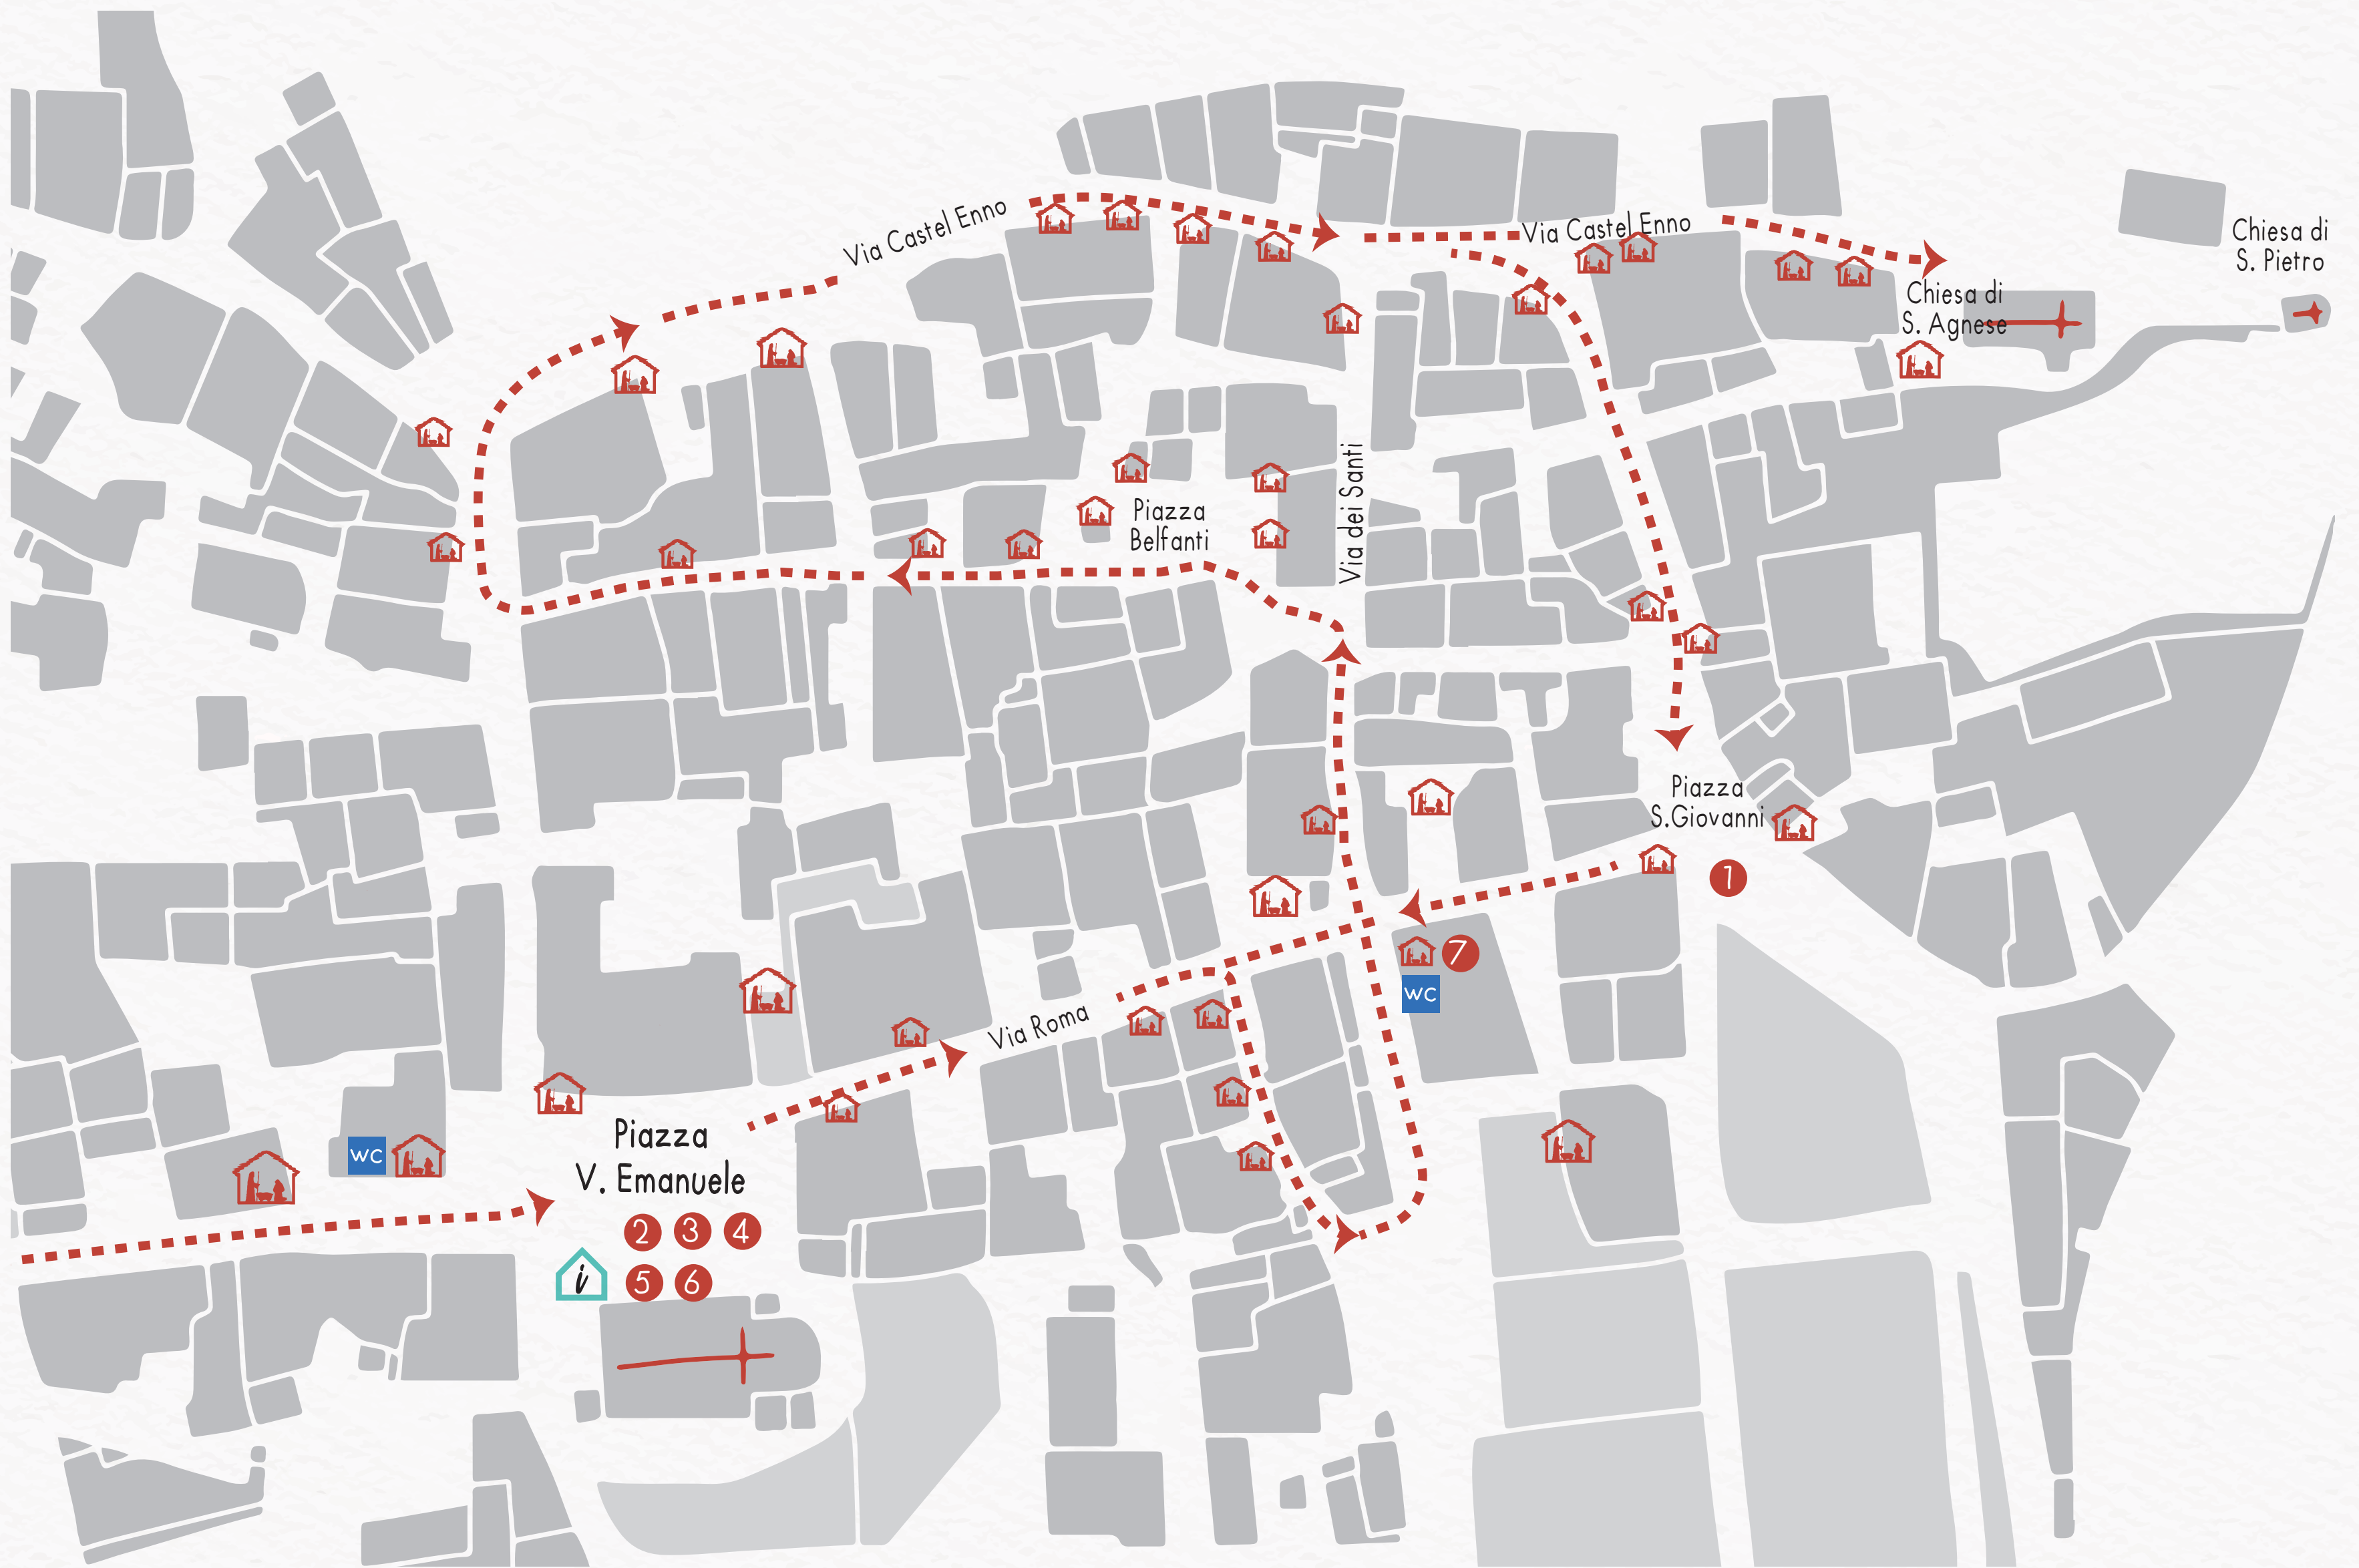 Via Castel Enno
Via Castel Enno
Chiesa di
S. Pietro
Chiesa di
S. Agnese
Piazza
Belfanti
Via dei Santi
Piazza
S.Giovanni
1
7
WC
Via Roma
WC
Piazza
V. Emanuele
2 3 4
i 5 6